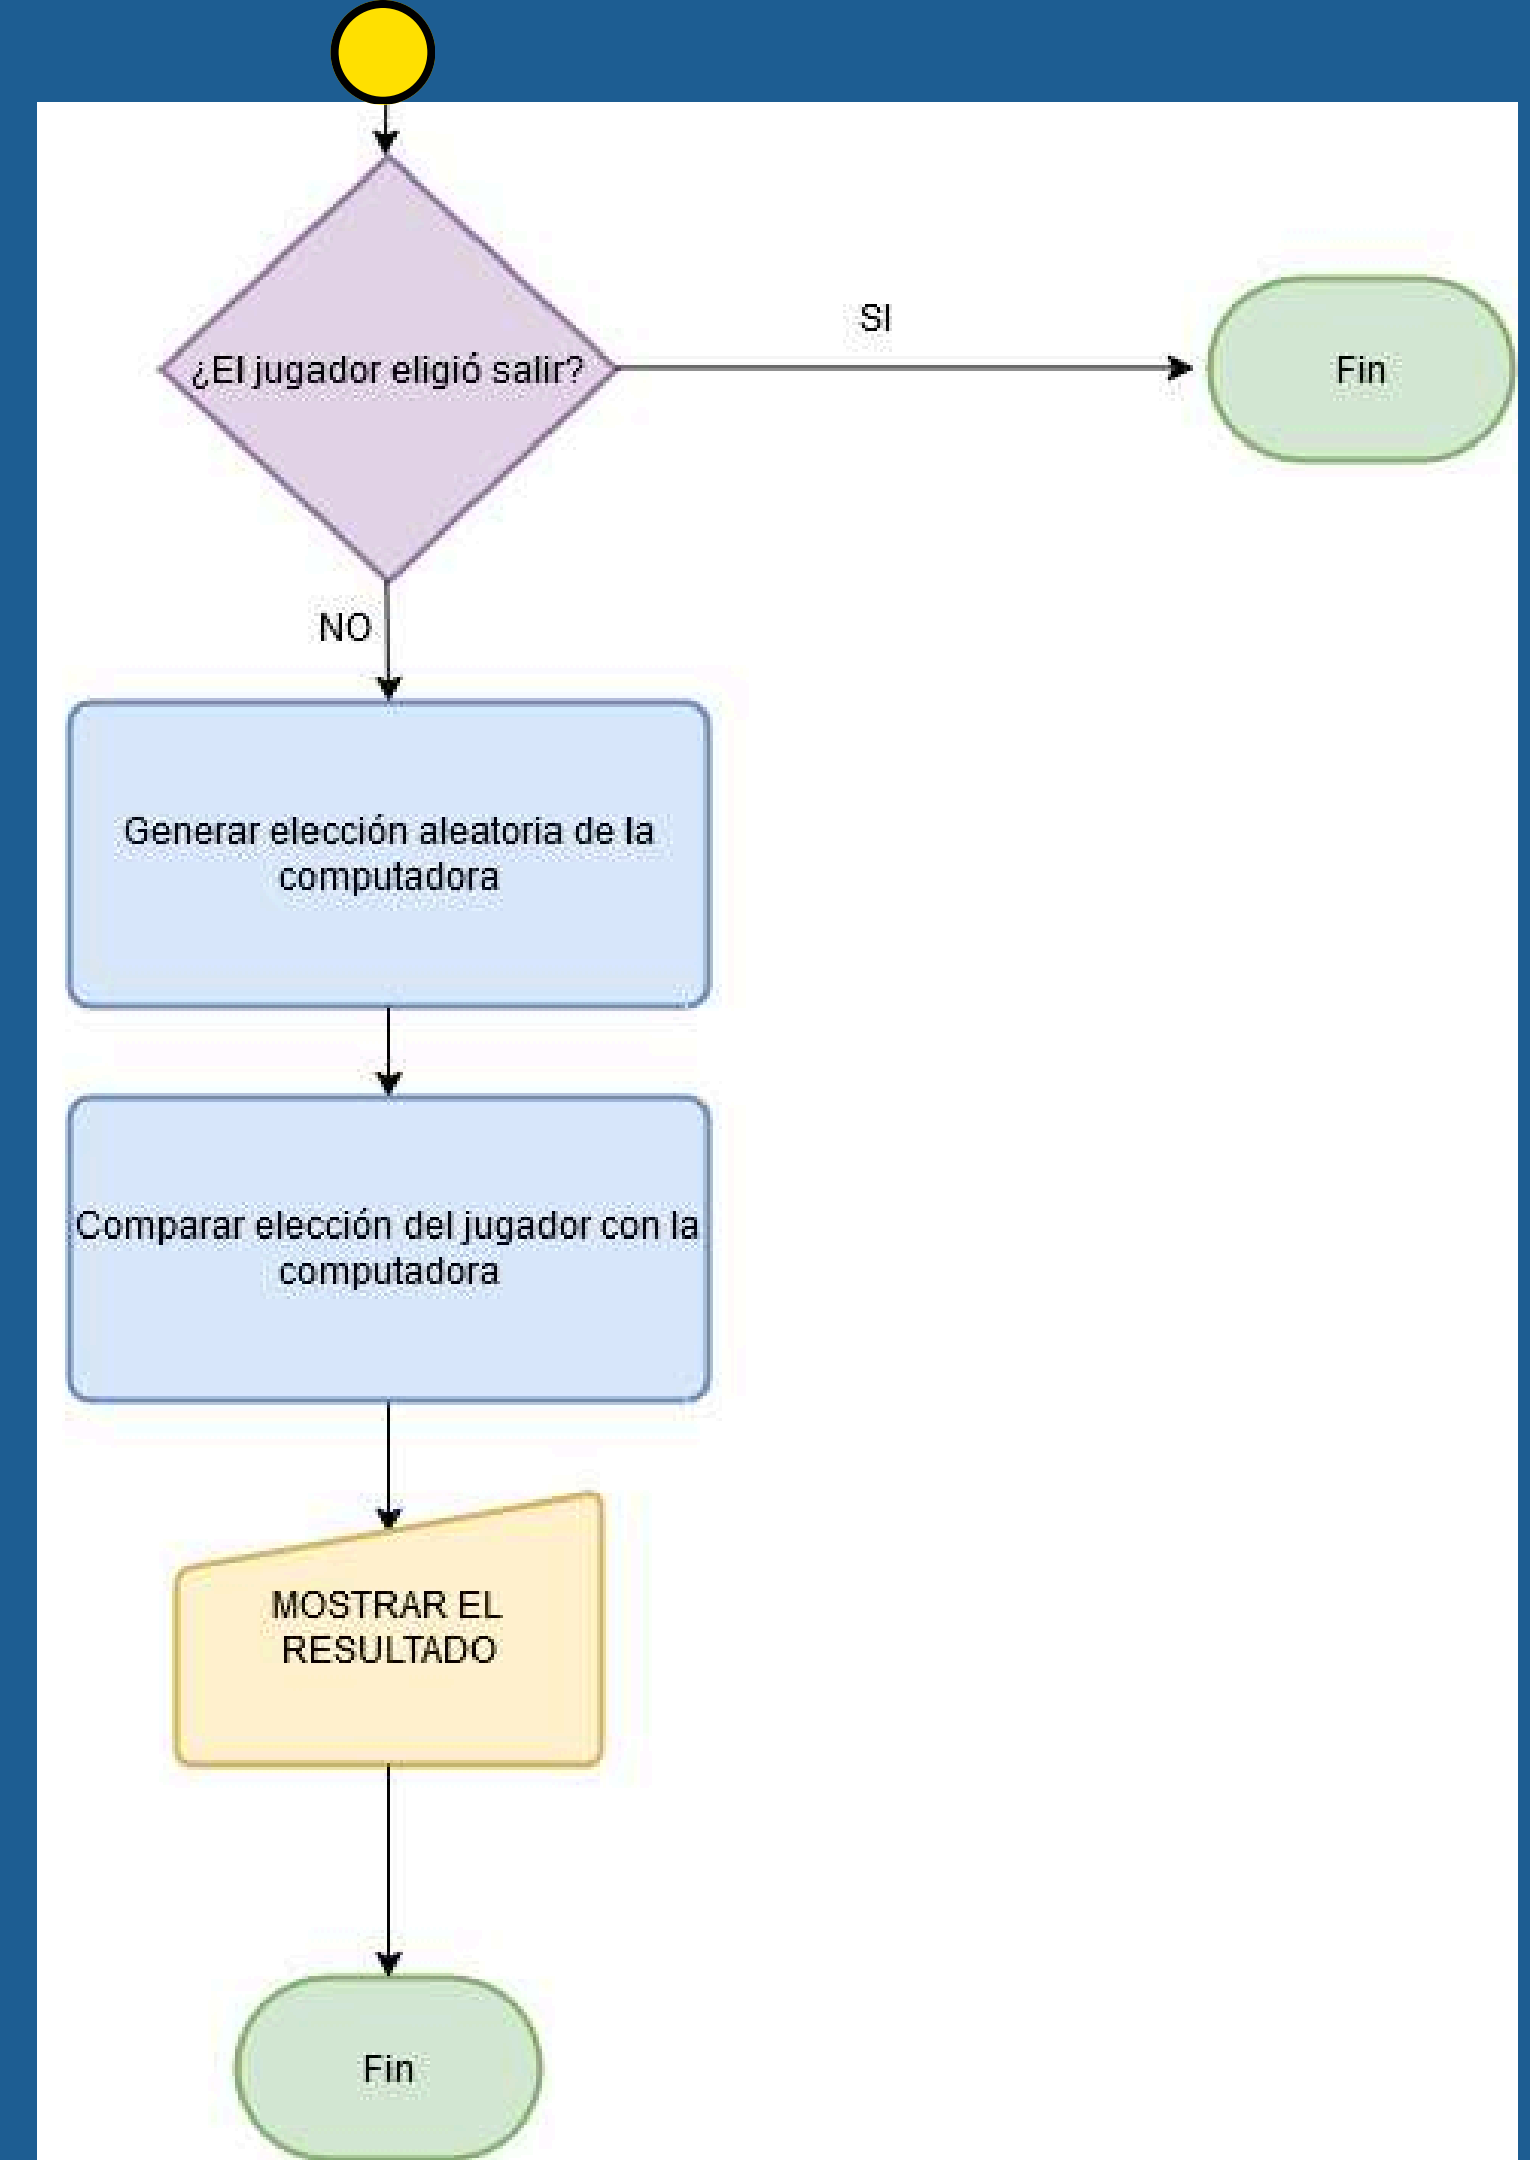 ¿El jugador eligió salir?
SI
Fin
NO
Generar elección aleatoria de la
computadora
Comparar elección del jugador con la
computadora
MOSTRAR EL
RESULTADO
Fin